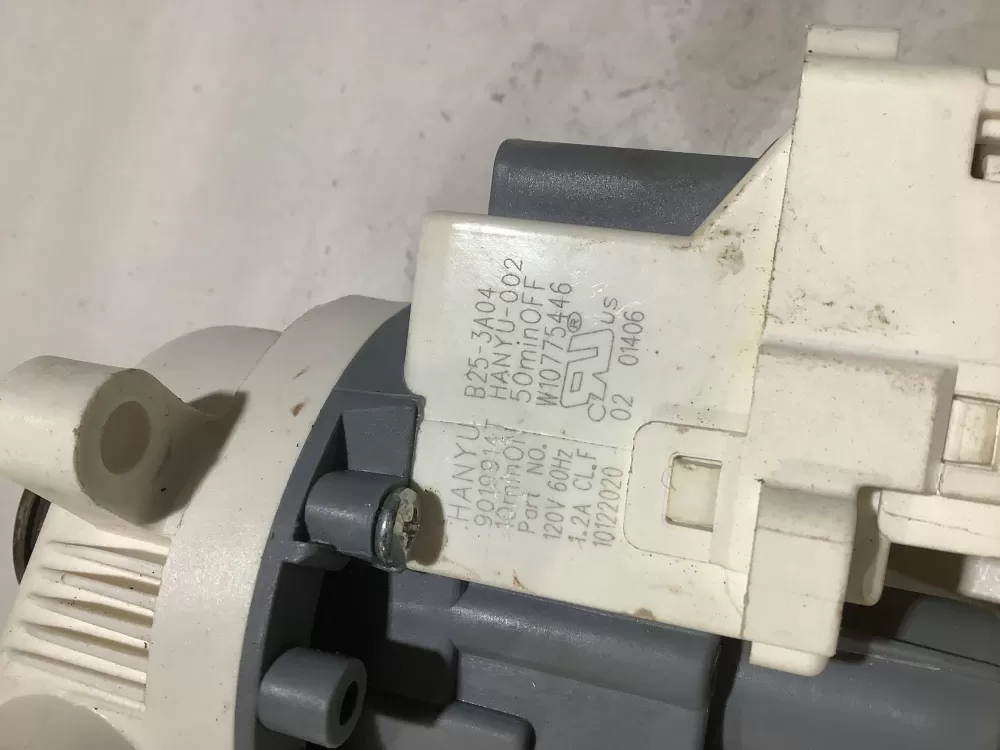 HANYU B25-3A04
9019914T HANYU-002
10minON 50minOFF
Part NO. W10775446
120V 60Hz
1.2A CL.F c us
10122020 02 01406